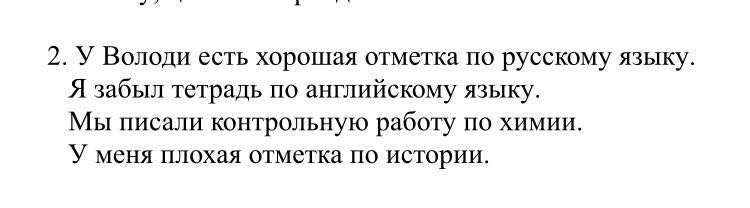 2. У Володи есть хорошая отметка по русскому языку.
Я забыл тетрадь по английскому языку.
Мы писали контрольную работу по химии.
У меня плохая отметка по истории.